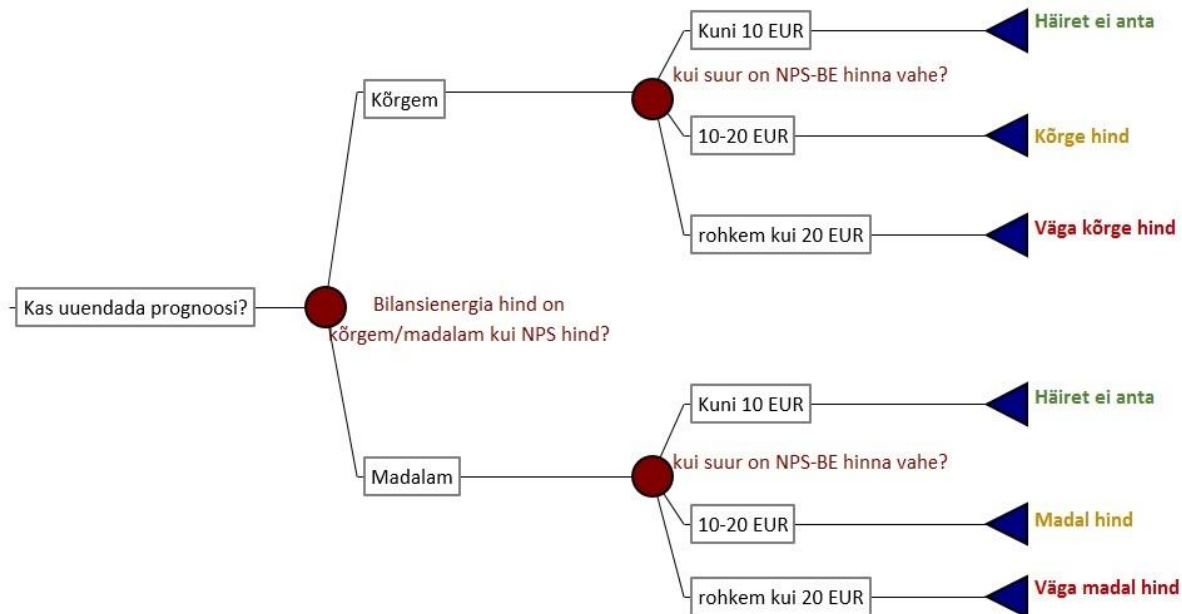 Kuni 10 EUR
Häiret ei anta
kui suur on NPS-BE hinna vahe?
Kõrgem
10-20 EUR
Kõrge hind
rohkem kui 20 EUR
Väga kõrge hind
Kas uuendada prognoosi?
Bilansienergia hind on
kõrgem/madalam kui NPS hind?
Kuni 10 EUR
Häiret ei anta
kui suur on NPS-BE hinna vahe?
Madalam
10-20 EUR
Madal hind
rohkem kui 20 EUR
Väga madal hind